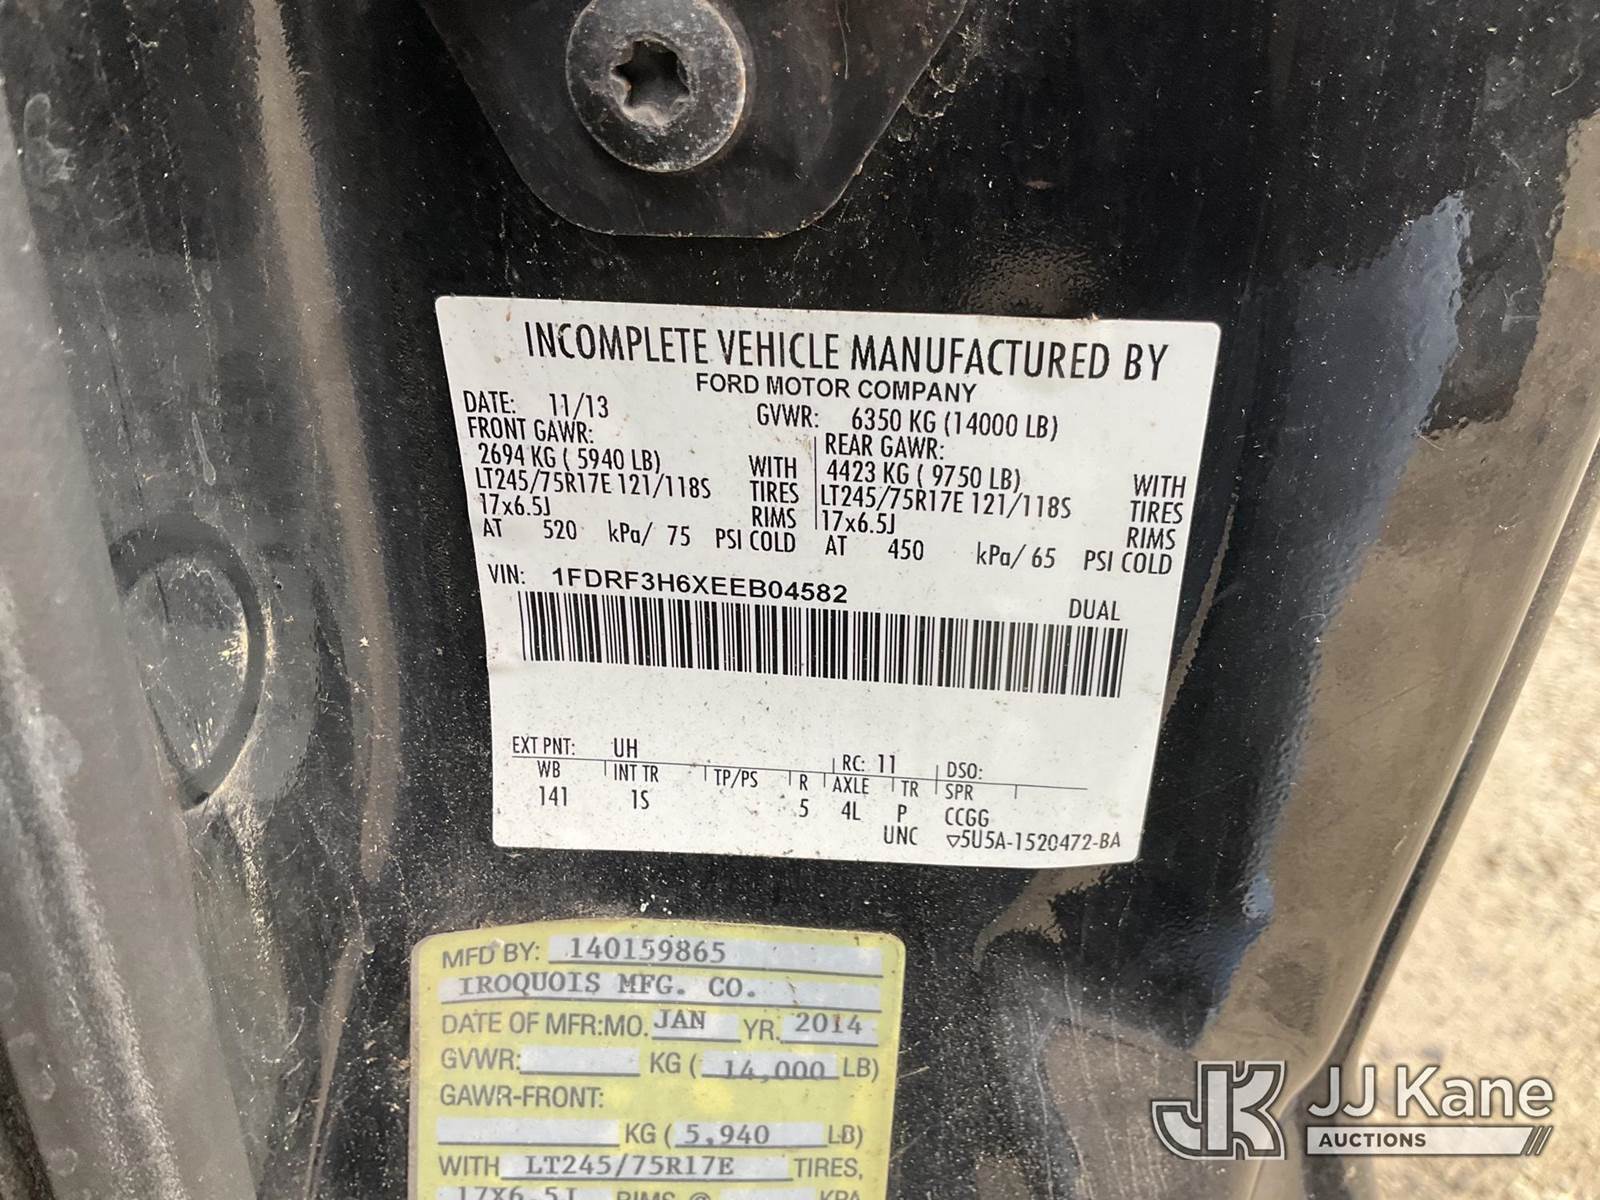 INCOMPLETE VEHICLE MANUFACTURED BY
FORD MOTOR COMPANY
DATE: 11/13 GVWR: 6350 KG (14000 LB)
FRONT GAWR: REAR GAWR:
2694 KG ( 5940 LB) WITH 4423 KG ( 9750 LB) WITH
LT245/75R17E 121/118S TIRES LT245/75R17E 121/118S TIRES
17x6.5J RIMS 17x6.5J RIMS
AT 520 kPa/ 75 PSI COLD AT 450 kPa/ 65 PSI COLD
VIN: 1FDRF3H6XEEB04582 DUAL
EXT PNT: UH RC: 11 DSO:
WB INT TR TP/PS R AXLE TR SPR
141 1S 5 4L P CCGG
UNC ▽5U5A-1520472-BA
MFD BY: 140159865
IROQUOIS MFG. CO.
DATE OF MFR:MO. JAN YR. 2014
GVWR: KG ( 14,000 LB)
GAWR-FRONT:
KG ( 5,940 LB)
WITH LT245/75R17E TIRES,
17X6.5J RIMS @ KPA
JK JJ Kane
AUCTIONS